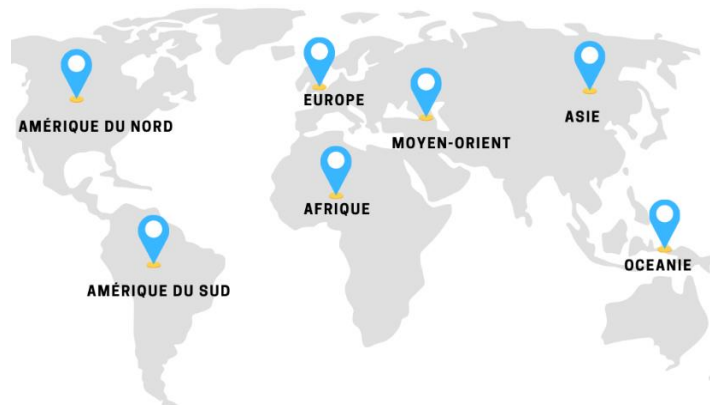 EUROPE
ASIE
AMÉRIQUE DU NORD
MOYEN-ORIENT
AFRIQUE
OCEANIE
AMÉRIQUE DU SUD